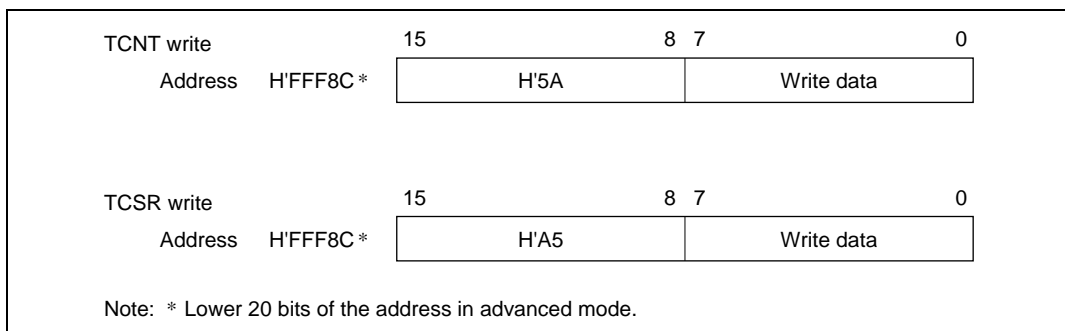 TCNT write 15 8 7 0
Address H'FFF8C * H'5A Write data
TCSR write 15 8 7 0
Address H'FFF8C * H'A5 Write data
Note: * Lower 20 bits of the address in advanced mode.